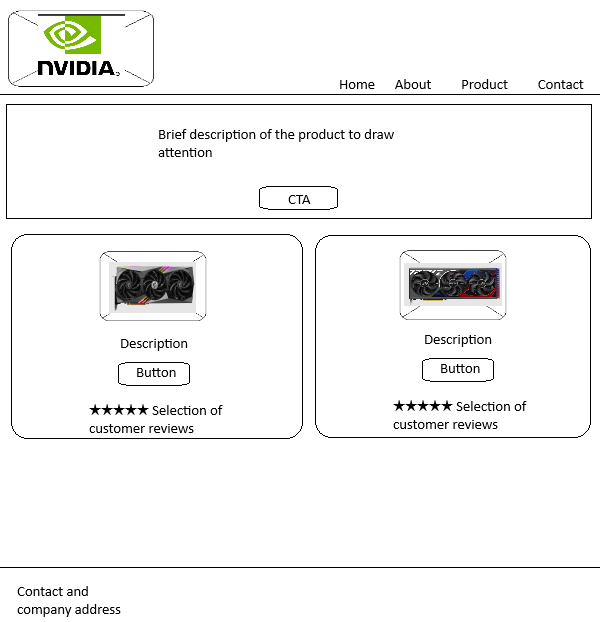 NVIDIA
Home About Product Contact
Brief description of the product to draw
attention
CTA
Description
Button
★★★★★ Selection of
customer reviews
Description
Button
★★★★★ Selection of
customer reviews
Contact and
company address